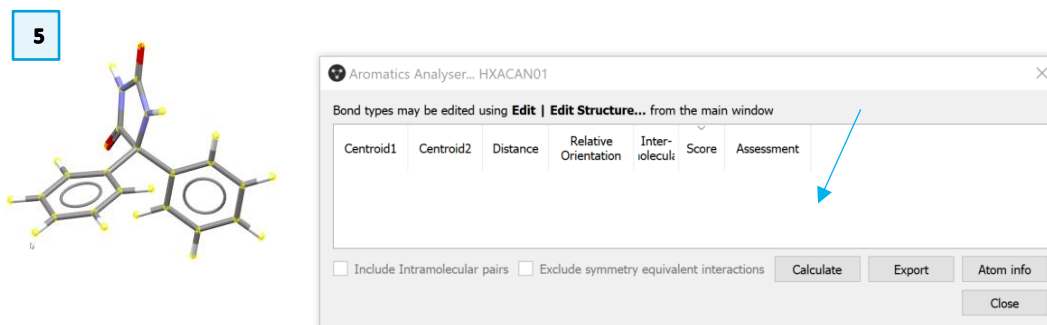 5
Aromatics Analyser... HXACAN01
Bond types may be edited using Edit | Edit Structure... from the main window
Centroid1 Centroid2 Distance Relative Orientation Inter- olecula Score Assessment
Include Intramolecular pairs Exclude symmetry equivalent interactions Calculate Export Atom info
Close